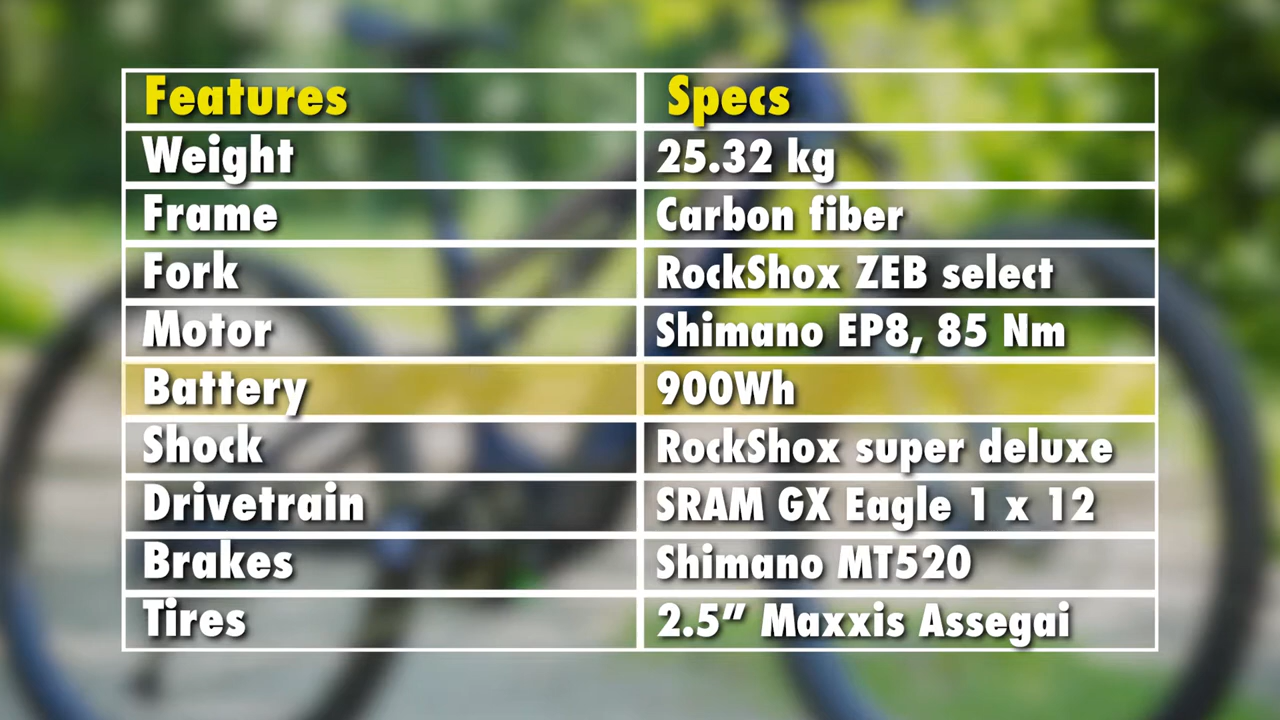 Features Specs
Weight 25.32 kg
Frame Carbon fiber
Fork RockShox ZEB select
Motor Shimano EP8, 85 Nm
Battery 900Wh
Shock RockShox super deluxe
Drivetrain SRAM GX Eagle 1 x 12
Brakes Shimano MT520
Tires 2.5” Maxxis Assegai